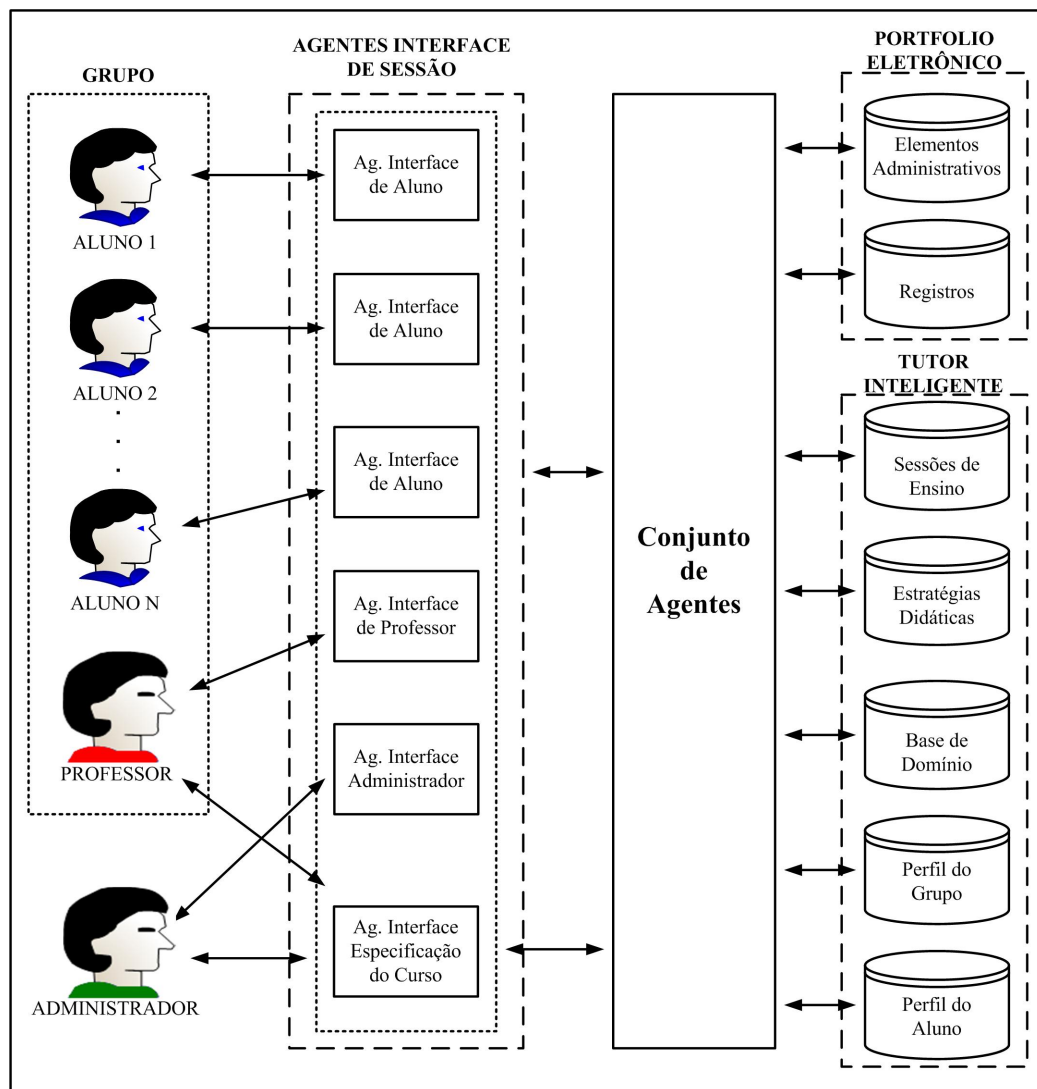 GRUPO
ALUNO 1
ALUNO 2
.
.
.
ALUNO N
PROFESSOR
ADMINISTRADOR
AGENTES INTERFACE
DE SESSÃO
Ag. Interface
de Aluno
Ag. Interface
de Aluno
Ag. Interface
de Aluno
Ag. Interface
de Professor
Ag. Interface
Administrador
Ag. Interface
Especificação
do Curso
Conjunto
de
Agentes
PORTFOLIO
ELETRÔNICO
Elementos
Administrativos
Registros
TUTOR
INTELIGENTE
Sessões de
Ensino
Estratégias
Didáticas
Base de
Domínio
Perfil do
Grupo
Perfil do
Aluno